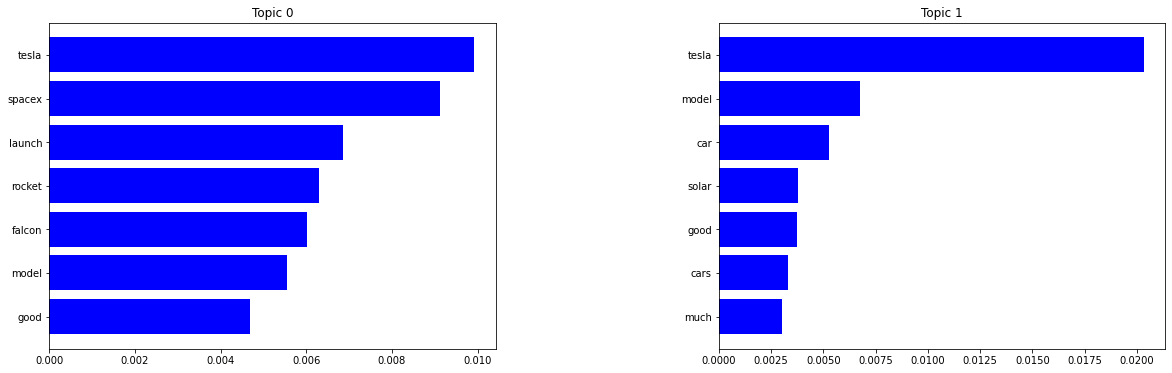 Topic 0
tesla
spacex
launch
rocket
falcon
model
good
0.000 0.002 0.004 0.006 0.008 0.010
Topic 1
tesla
model
car
solar
good
cars
much
0.0000 0.0025 0.0050 0.0075 0.0100 0.0125 0.0150 0.0175 0.0200